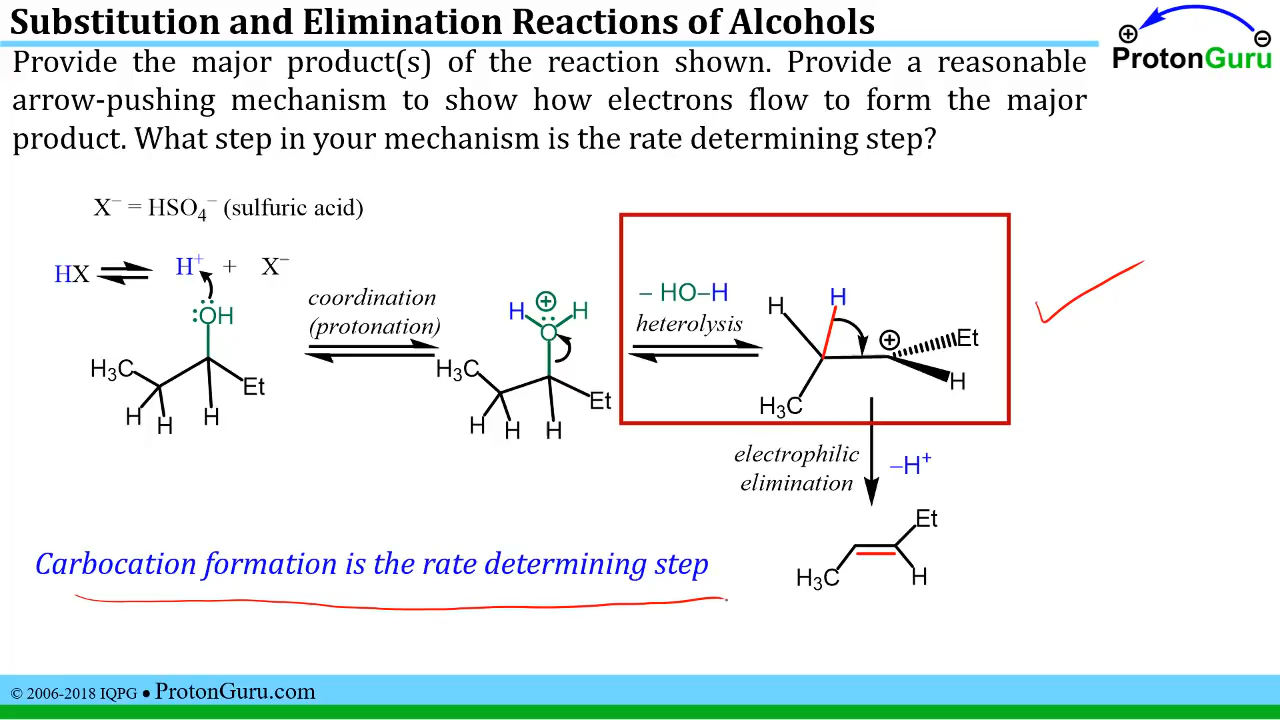 Substitution and Elimination Reactions of Alcohols
⊕ ⊖
ProtonGuru
Provide the major product(s) of the reaction shown. Provide a reasonable
arrow-pushing mechanism to show how electrons flow to form the major
product. What step in your mechanism is the rate determining step?
X⁻ = HSO₄⁻ (sulfuric acid)
HX H⁺ + X⁻
:OH
H₃C
Et
H H H
coordination
(protonation)
H ⊕ H
O
H₃C
Et
H H H
– HO–H
heterolysis
H H
⊕ Et
H
H₃C
electrophilic
elimination
–H⁺
Et
H₃C H
Carbocation formation is the rate determining step
© 2006-2018 IQPG ● ProtonGuru.com